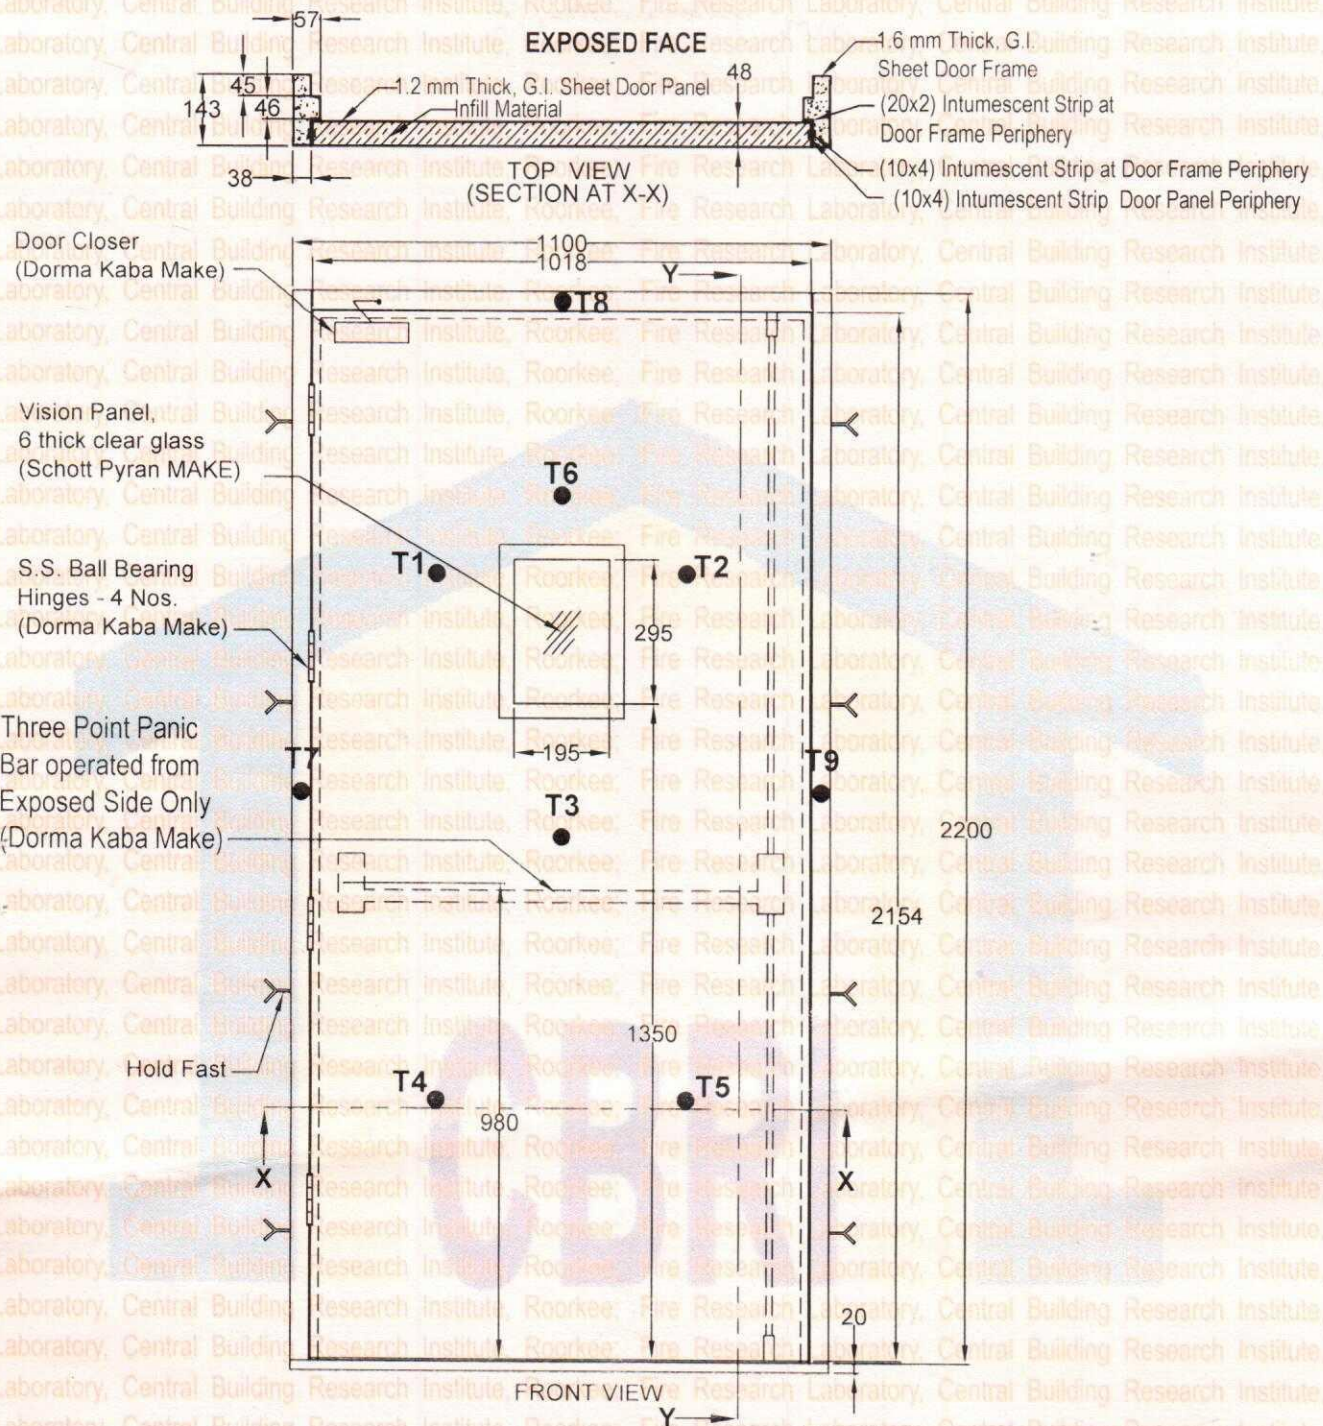 57
EXPOSED FACE
1.6 mm Thick, G.I.
Sheet Door Frame
45
48
143
46
1.2 mm Thick, G.I. Sheet Door Panel
Infill Material
(20x2) Intumescent Strip at
Door Frame Periphery
TOP VIEW
(SECTION AT X-X)
38
(10x4) Intumescent Strip at Door Frame Periphery
(10x4) Intumescent Strip Door Panel Periphery
Door Closer
(Dorma Kaba Make)
1100
1018
Y
T8
Vision Panel,
6 thick clear glass
(Schott Pyran MAKE)
T6
T1
T2
S.S. Ball Bearing
Hinges - 4 Nos.
(Dorma Kaba Make)
295
195
Three Point Panic
Bar operated from
Exposed Side Only
(Dorma Kaba Make)
T7
T9
T3
2200
2154
1350
Hold Fast
T4
T5
980
X
X
20
FRONT VIEW
Y
Laboratory, Central Building Research Institute, Roorkee; Fire Research Laboratory, Central Building Research Institute,
CBRI